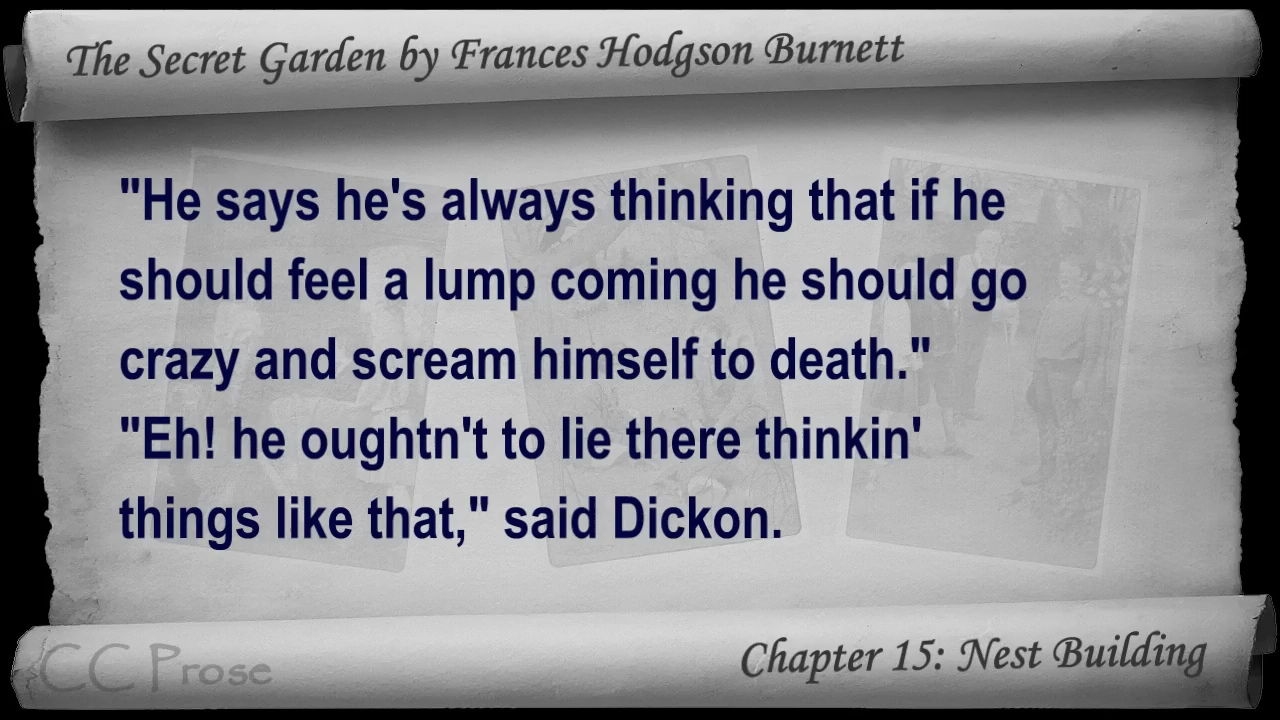 The Secret Garden by Frances Hodgson Burnett
"He says he's always thinking that if he
should feel a lump coming he should go
crazy and scream himself to death."
"Eh! he oughtn't to lie there thinkin'
things like that," said Dickon.
CC Prose
Chapter 15: Nest Building